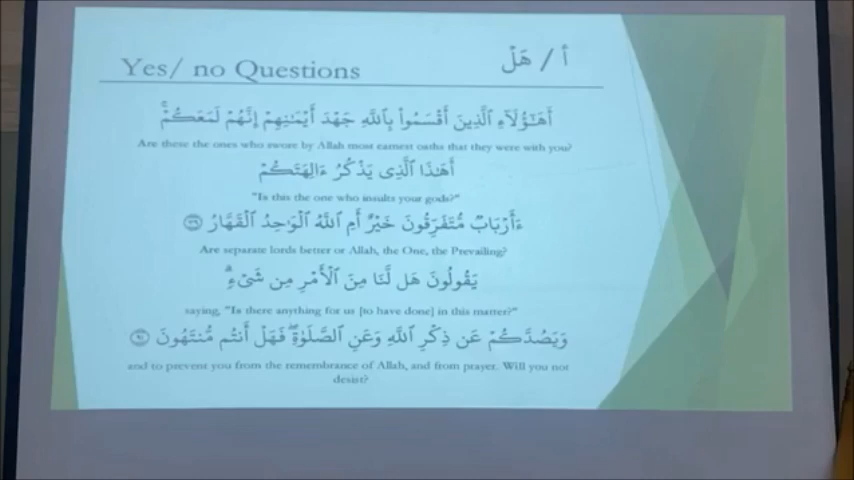 Yes/ no Questions
أ / هَلْ
أَهَٰٓؤُلَآءِ ٱلَّذِينَ أَقْسَمُوا۟ بِٱللَّهِ جَهْدَ أَيْمَٰنِهِمْ إِنَّهُمْ لَمَعَكُمْ ۚ
Are these the ones who swore by Allah most earnest oaths that they were with you?
أَهَٰذَا ٱلَّذِى يَذْكُرُ ءَالِهَتَكُمْ
"Is this the one who insults your gods?"
ءَأَرْبَابٌ مُّتَفَرِّقُونَ خَيْرٌ أَمِ ٱللَّهُ ٱلْوَٰحِدُ ٱلْقَهَّارُ ٣٩
Are separate lords better or Allah, the One, the Prevailing?
يَقُولُونَ هَل لَّنَا مِنَ ٱلْأَمْرِ مِن شَىْءٍ ۗ
saying, "Is there anything for us [to have done] in this matter?"
وَيَصُدَّكُمْ عَن ذِكْرِ ٱللَّهِ وَعَنِ ٱلصَّلَوٰةِ ۖ فَهَلْ أَنتُم مُّنتَهُونَ ٩١
and to prevent you from the remembrance of Allah, and from prayer. Will you not
desist?